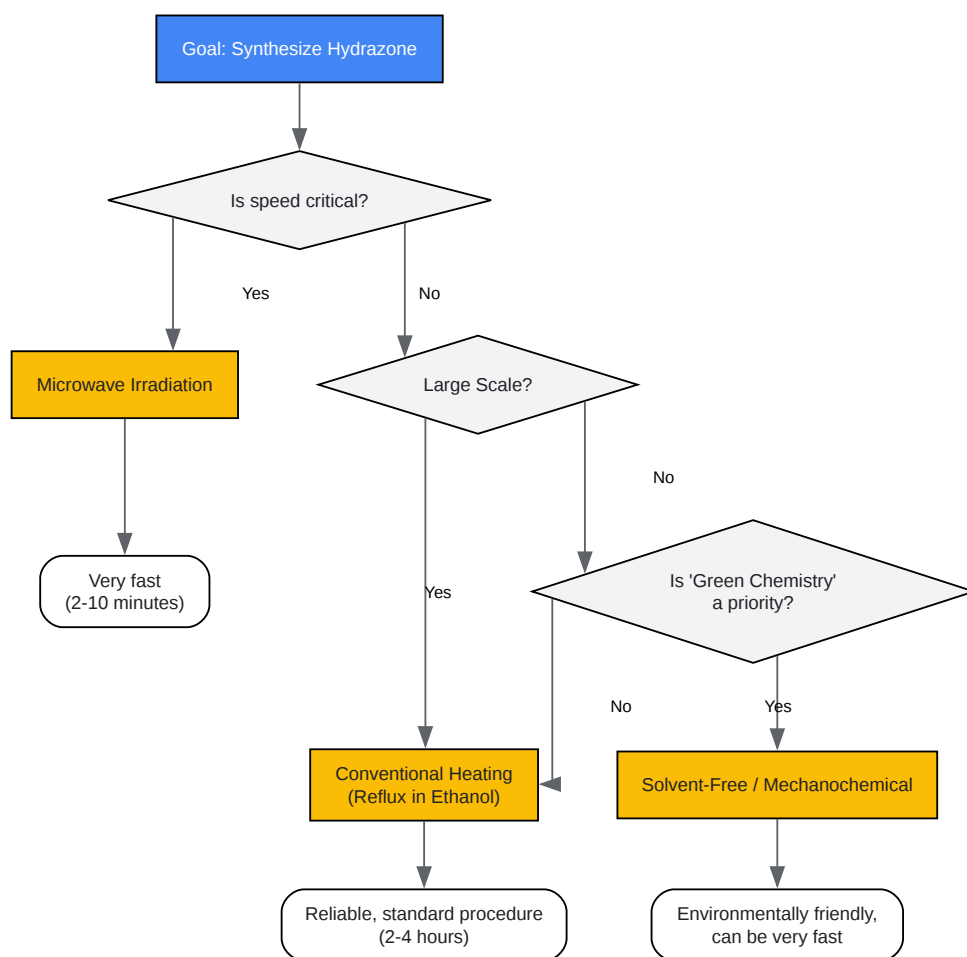 Goal: Synthesize Hydrazone
Is speed critical?
Yes
No
Microwave Irradiation
Large Scale?
No
Very fast
(2-10 minutes)
Yes
Is 'Green Chemistry'
a priority?
No
Yes
Conventional Heating
(Reflux in Ethanol)
Solvent-Free / Mechanochemical
Reliable, standard procedure
(2-4 hours)
Environmentally friendly,
can be very fast